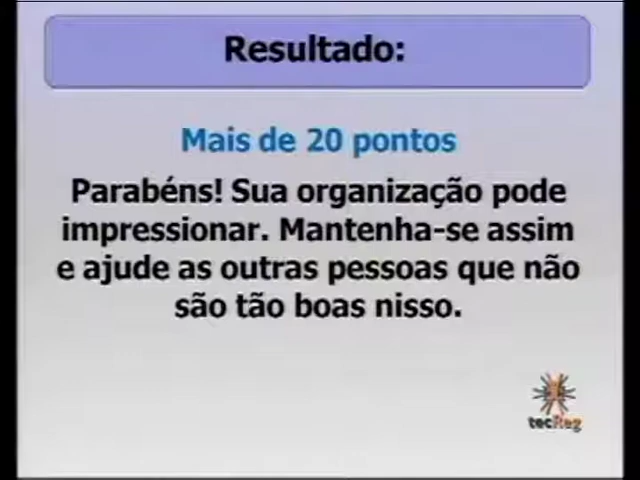 Resultado:
Mais de 20 pontos
Parabéns! Sua organização pode
impressionar. Mantenha-se assim
e ajude as outras pessoas que não
são tão boas nisso.
tecReg